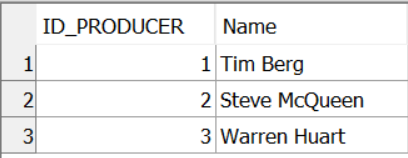 ID_PRODUCER Name
1 1 Tim Berg
2 2 Steve McQueen
3 3 Warren Huart